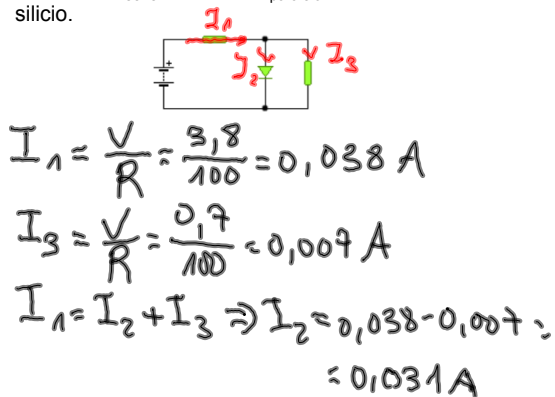 silicio.
I1
I2
I3
I1 = V/R = 3,8/100 = 0,038 A
I3 = V/R = 0,7/100 = 0,007 A
I1 = I2 + I3 ⇒ I2 = 0,038 - 0,007 =
= 0,031 A